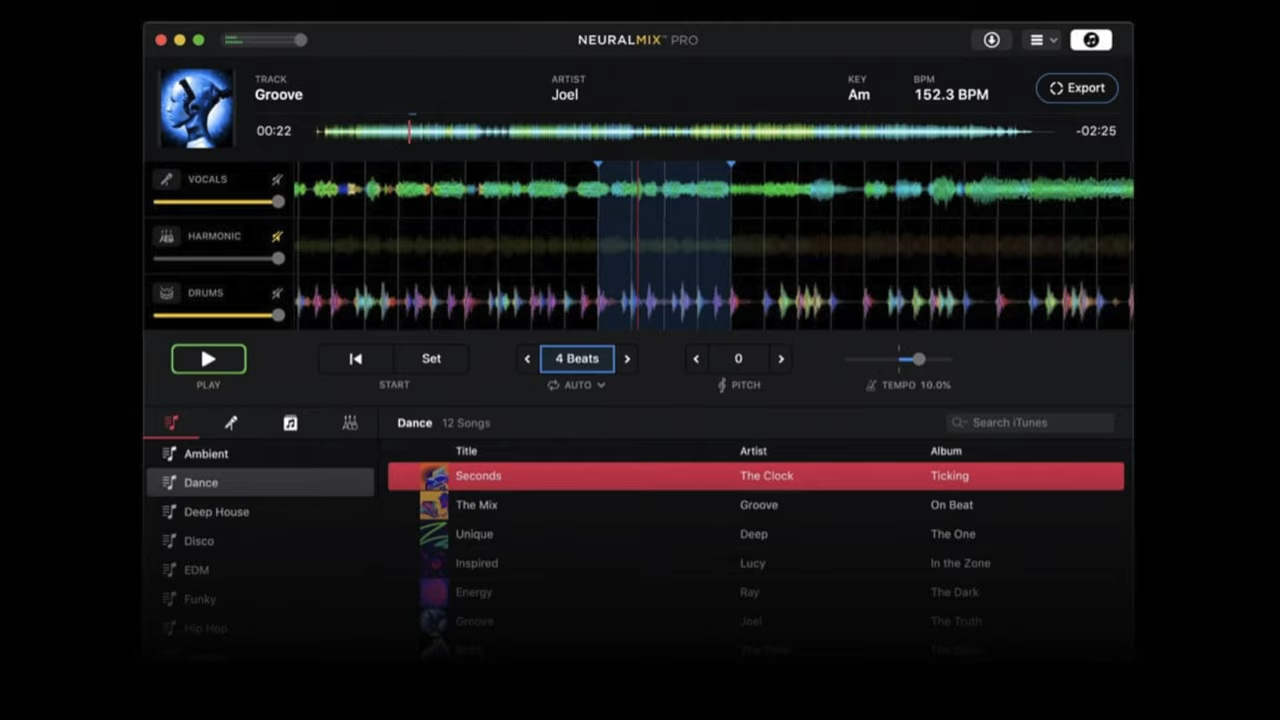 NEURALMIX™ PRO
TRACK ARTIST KEY BPM
Groove Joel Am 152.3 BPM Export
00:22 -02:25
VOCALS
HARMONIC
DRUMS
Set 4 Beats 0
PLAY START AUTO PITCH TEMPO 10.0%
Dance 12 Songs Search iTunes
Title Artist Album
Ambient
Seconds The Clock Ticking
Dance
The Mix Groove On Beat
Deep House
Unique Deep The One
Disco
Inspired Lucy In the Zone
EDM
Energy Ray The Dark
Funky
Groove Joel The Truth
Hip Hop